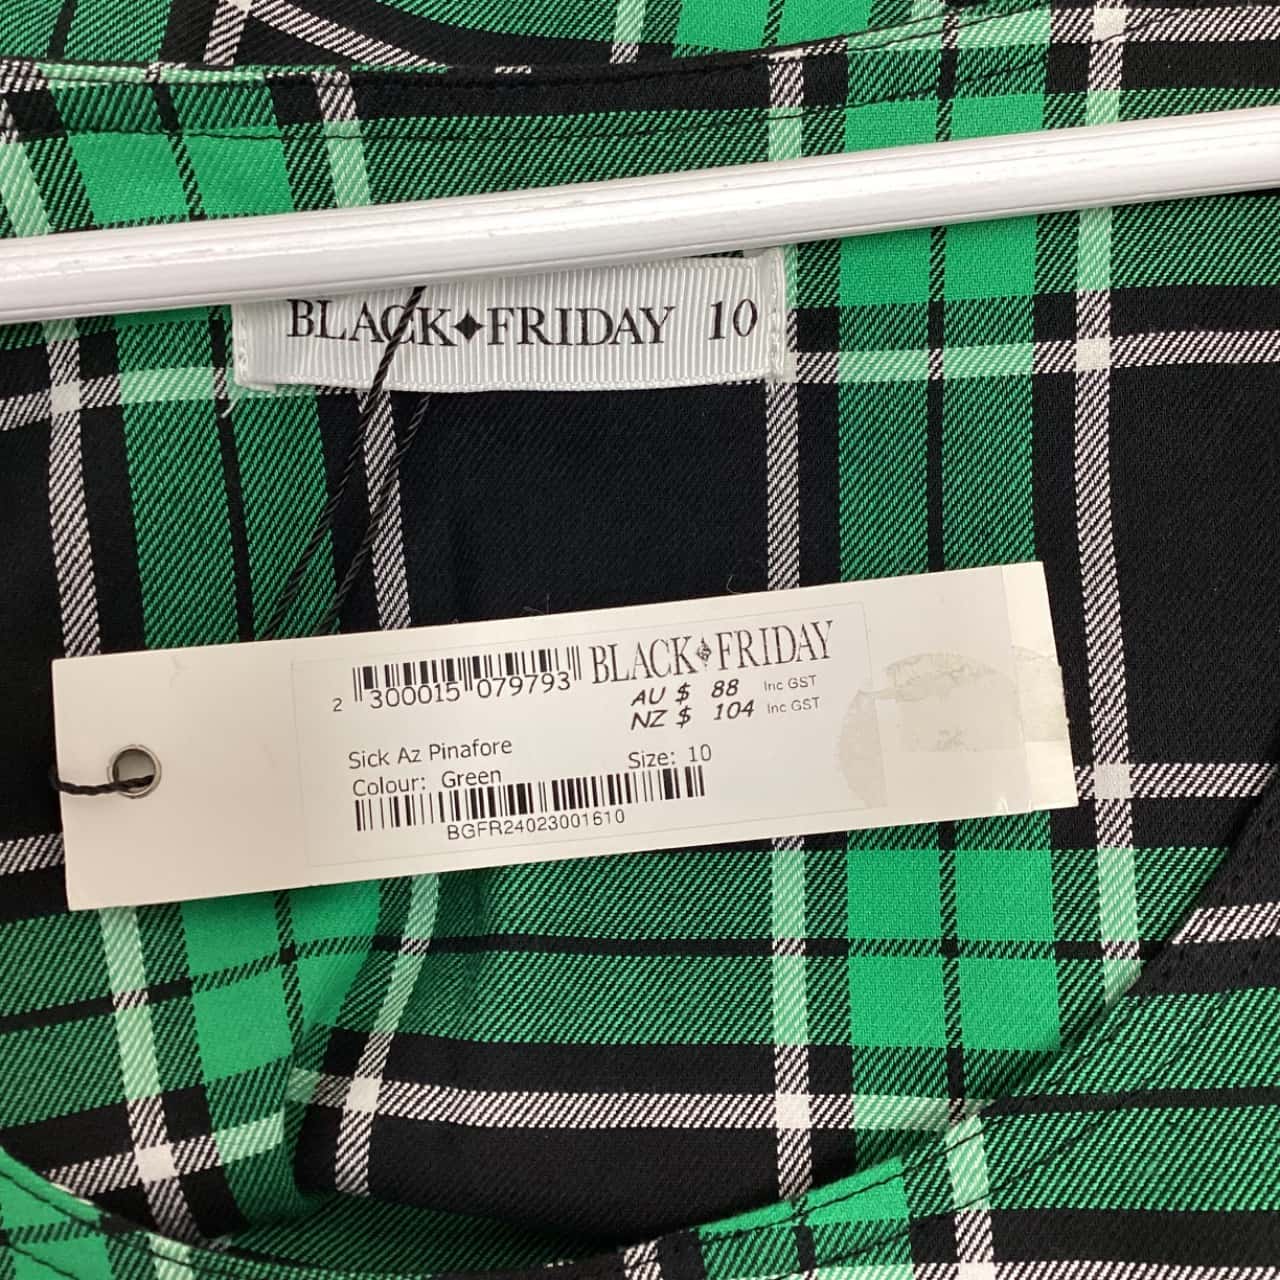 BLACK FRIDAY 10
2 300015 079793
BLACK FRIDAY
AU $ 88 Inc GST
NZ $ 104 Inc GST
Sick Az Pinafore
Colour: Green
Size: 10
BGFR24023001610